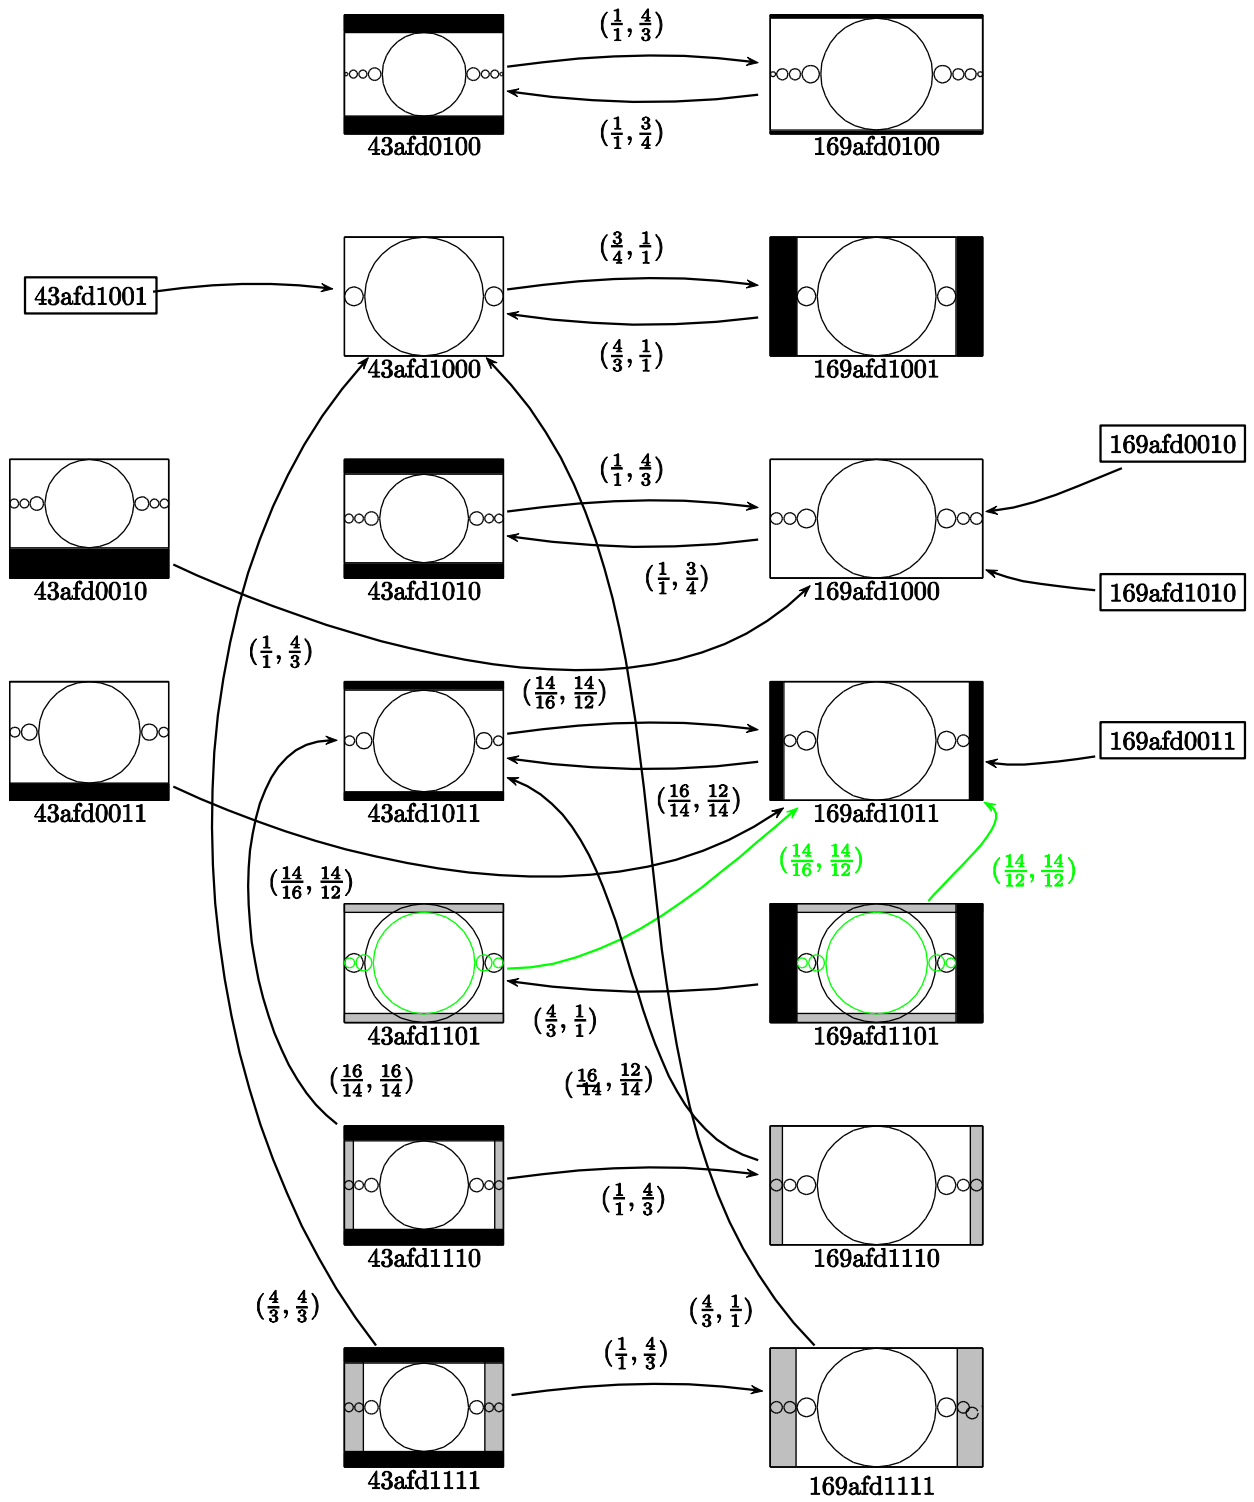 (1/1, 4/3)
(1/1, 3/4)
43afd0100 169afd0100
(3/4, 1/1)
43afd1001
(4/3, 1/1)
43afd1000 169afd1001
169afd0010
(1/1, 4/3)
(1/1, 3/4)
43afd0010 43afd1010 169afd1000 169afd1010
(1/1, 4/3)
(14/16, 14/12)
169afd0011
(16/14, 12/14)
43afd0011 43afd1011 169afd1011
(14/16, 14/12) (14/12, 14/12)
(14/16, 14/12)
(4/3, 1/1)
43afd1101 169afd1101
(16/14, 16/14) (16/14, 12/14)
(1/1, 4/3)
43afd1110 169afd1110
(4/3, 4/3) (4/3, 1/1)
(1/1, 4/3)
43afd1111 169afd1111